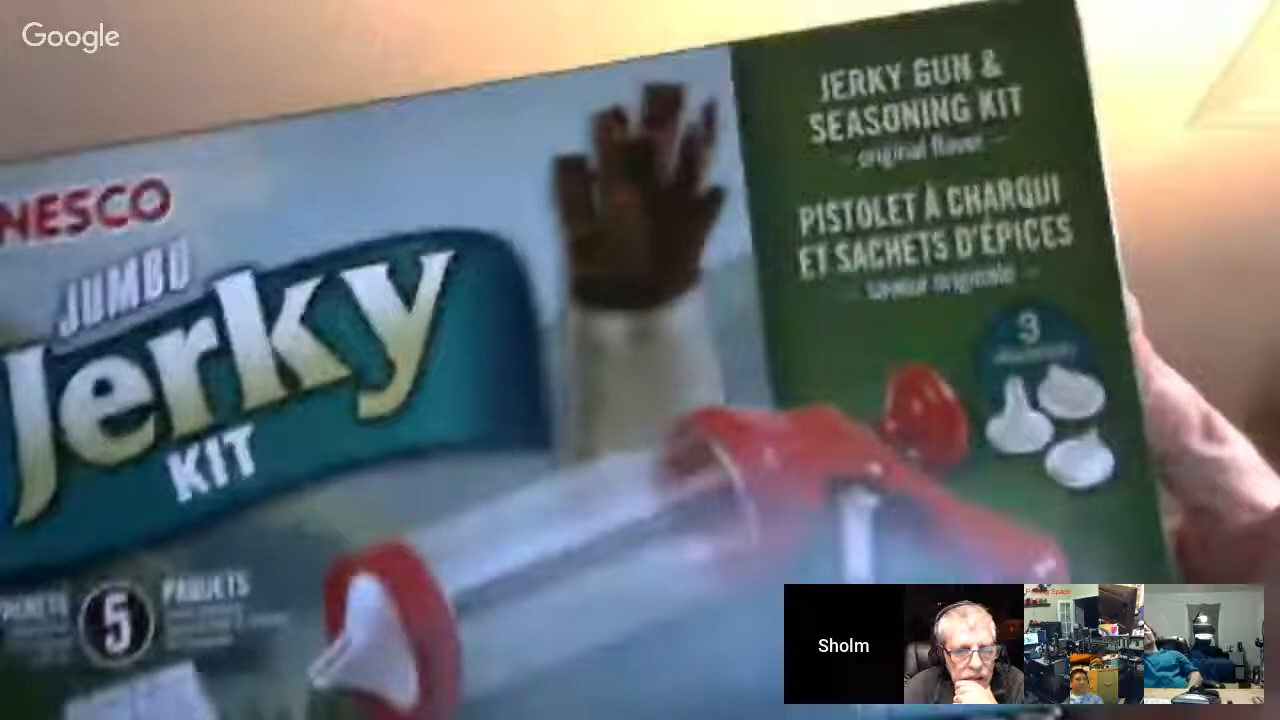 Google
NESCO
JUMBO
Jerky
KIT
JERKY GUN &
SEASONING KIT
original flavor
PISTOLET À CHARQUI
ET SACHETS D'ÉPICES
saveur originale
3
5
PAQUETS
Sholm